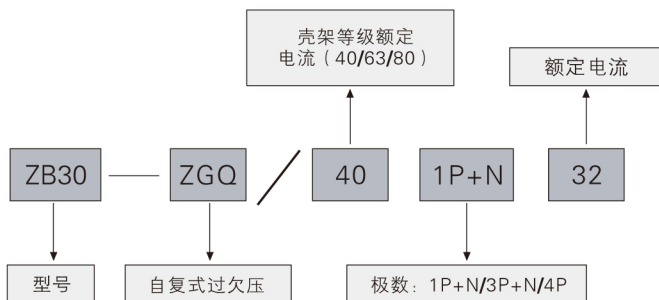 壳架等级额定
电流（40/63/80）
额定电流
ZB30 — ZGQ / 40 1P+N 32
型号
自复式过欠压
极数：1P+N/3P+N/4P